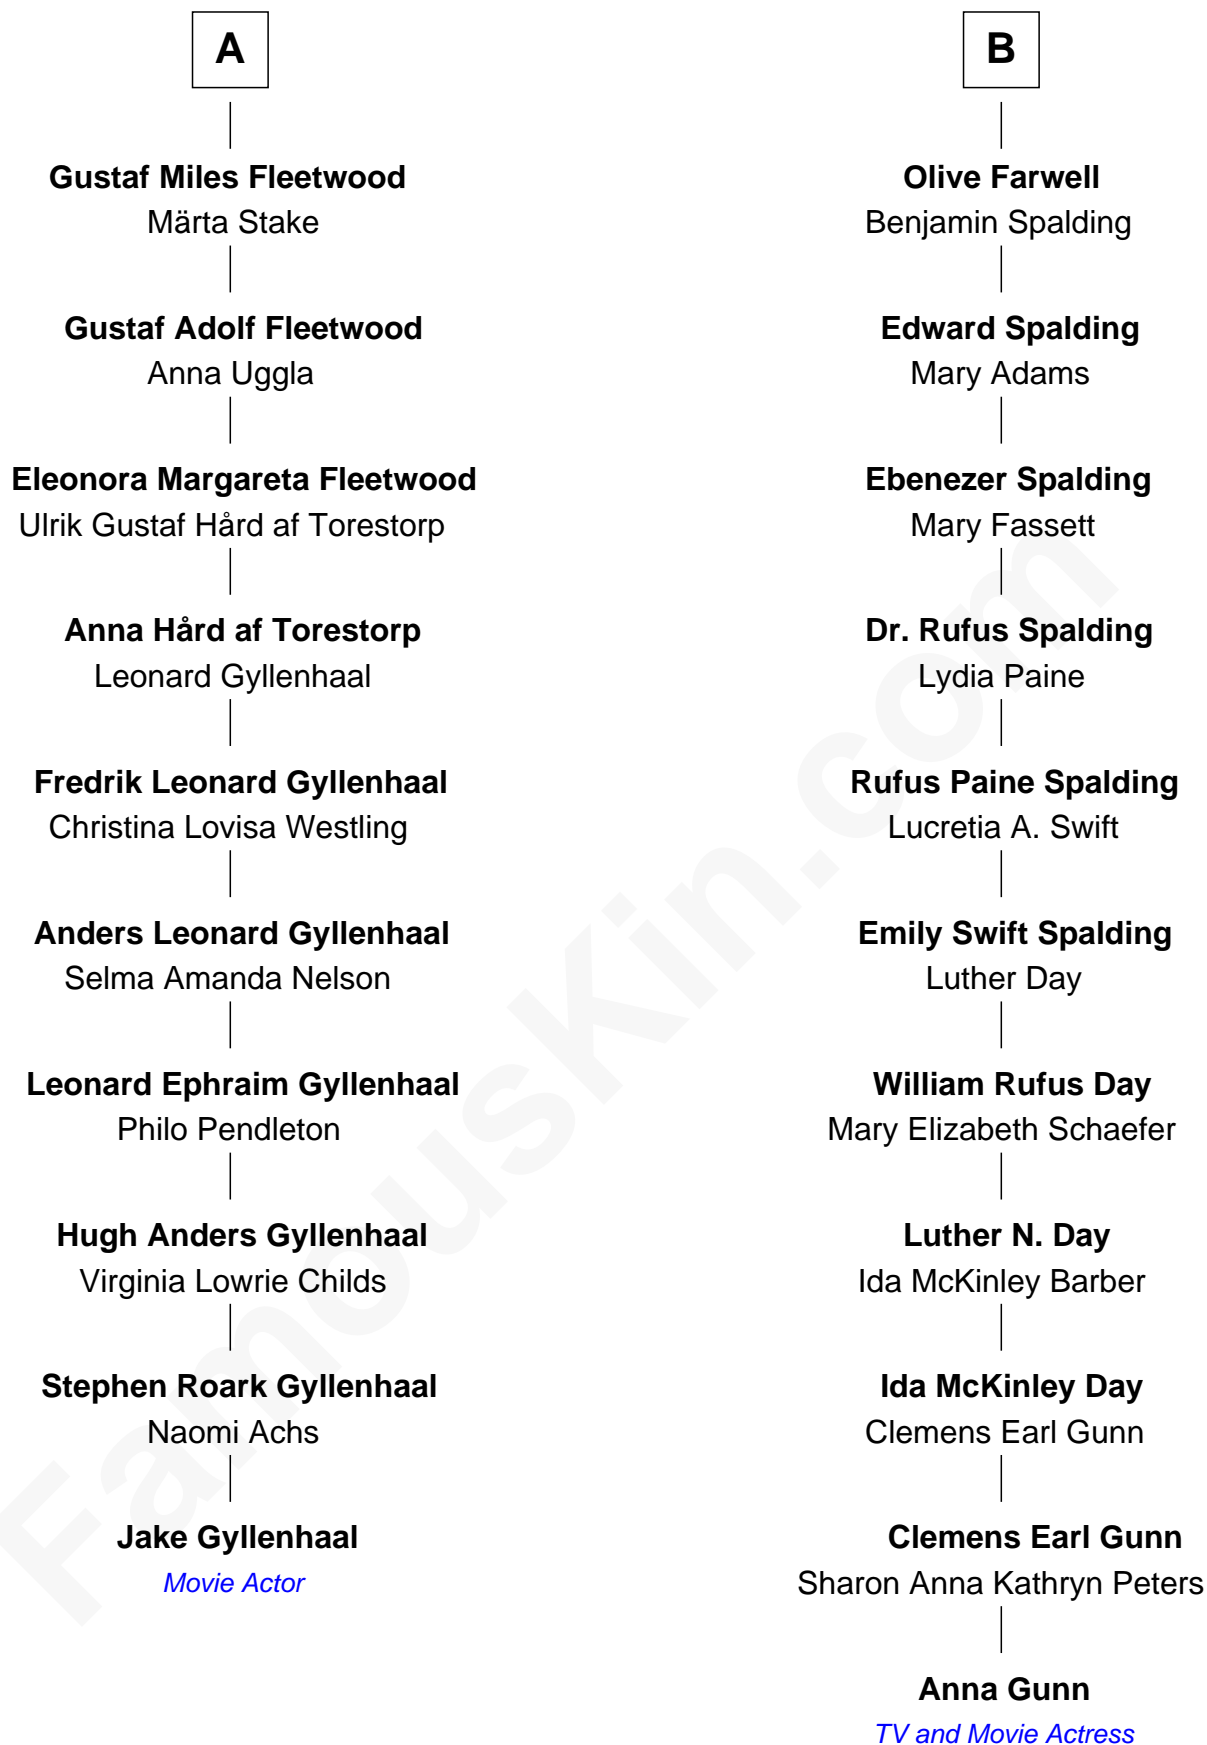 A
Gustaf Miles Fleetwood
Märta Stake
Gustaf Adolf Fleetwood
Anna Uggla
Eleonora Margareta Fleetwood
Ulrik Gustaf Hård af Torestorp
Anna Hård af Torestorp
Leonard Gyllenhaal
Fredrik Leonard Gyllenhaal
Christina Lovisa Westling
Anders Leonard Gyllenhaal
Selma Amanda Nelson
Leonard Ephraim Gyllenhaal
Philo Pendleton
Hugh Anders Gyllenhaal
Virginia Lowrie Childs
Stephen Roark Gyllenhaal
Naomi Achs
Jake Gyllenhaal
Movie Actor
B
Olive Farwell
Benjamin Spalding
Edward Spalding
Mary Adams
Ebenezer Spalding
Mary Fassett
Dr. Rufus Spalding
Lydia Paine
Rufus Paine Spalding
Lucretia A. Swift
Emily Swift Spalding
Luther Day
William Rufus Day
Mary Elizabeth Schaefer
Luther N. Day
Ida McKinley Barber
Ida McKinley Day
Clemens Earl Gunn
Clemens Earl Gunn
Sharon Anna Kathryn Peters
Anna Gunn
TV and Movie Actress
FamousKin.com